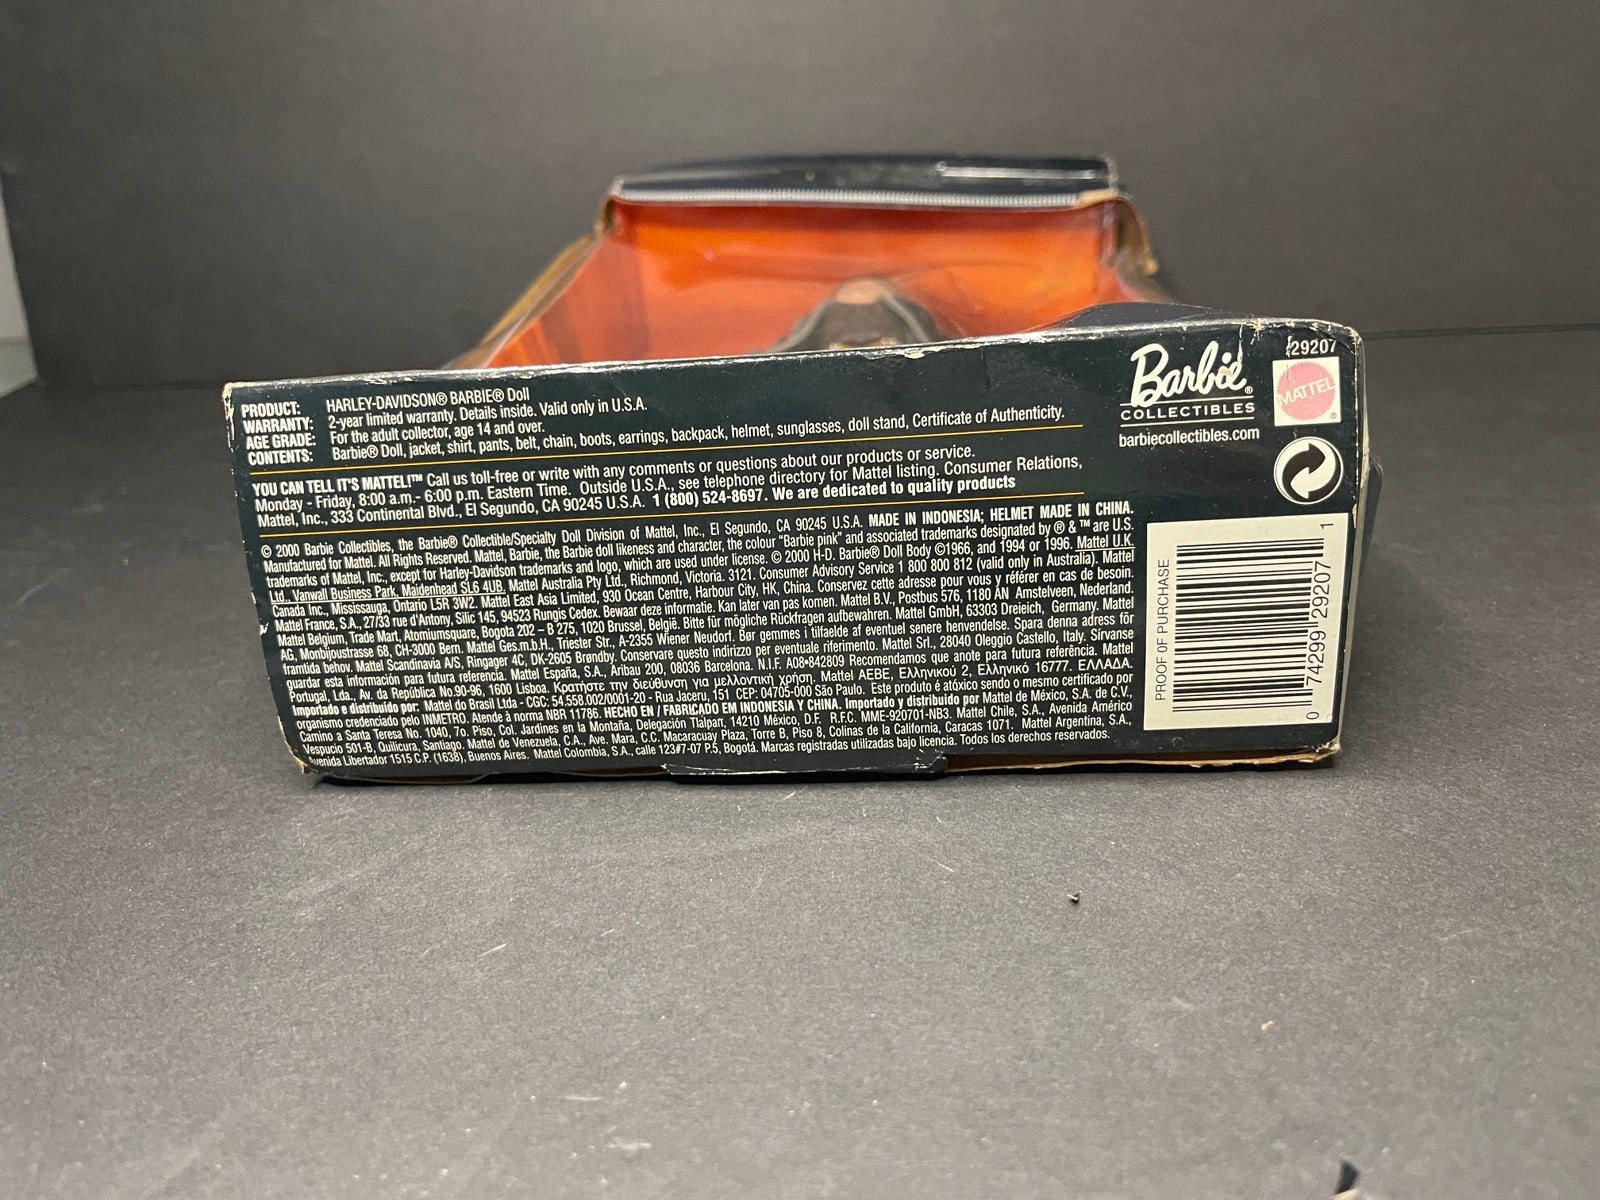 PRODUCT: HARLEY-DAVIDSON® BARBIE® Doll
WARRANTY: 2-year limited warranty. Details inside. Valid only in U.S.A.
AGE GRADE: For the adult collector, age 14 and over.
CONTENTS: Barbie® Doll, jacket, shirt, pants, belt, chain, boots, earrings, backpack, helmet, sunglasses, doll stand, Certificate of Authenticity.
YOU CAN TELL IT'S MATTEL!™ Call us toll-free or write with any comments or questions about our products or service.
Monday - Friday, 8:00 a.m.- 6:00 p.m. Eastern Time. Outside U.S.A., see telephone directory for Mattel listing. Consumer Relations,
Mattel, Inc., 333 Continental Blvd., El Segundo, CA 90245 U.S.A. 1 (800) 524-8697. We are dedicated to quality products
© 2000 Barbie Collectibles, the Barbie® Collectible/Specialty Doll Division of Mattel, Inc., El Segundo, CA 90245 U.S.A. MADE IN INDONESIA; HELMET MADE IN CHINA.
Manufactured for Mattel. All Rights Reserved. Mattel, Barbie, the Barbie doll likeness and character, the colour "Barbie pink" and associated trademarks designated by ® & ™ are U.S.
trademarks of Mattel, Inc., except for Harley-Davidson trademarks and logo, which are used under license. © 2000 H-D. Barbie® Doll Body ©1966, and 1994 or 1996. Mattel U.K.
Ltd., Vanwall Business Park, Maidenhead SL6 4UB. Mattel Australia Pty Ltd., Richmond, Victoria. 3121. Consumer Advisory Service 1 800 800 812 (valid only in Australia). Mattel
Canada Inc., Mississauga, Ontario L5R 3W2. Mattel East Asia Limited, 930 Ocean Centre, Harbour City, HK, China. Conservez cette adresse pour vous y référer en cas de besoin.
Mattel France, S.A., 27/33 rue d'Antony, Silic 145, 94523 Rungis Cedex. Bewaar deze informatie. Kan later van pas komen. Mattel B.V., Postbus 576, 1180 AN Amstelveen, Nederland.
Mattel Belgium, Trade Mart, Atomiumsquare, Bogota 202 – B 275, 1020 Brussel, België. Bitte für mögliche Rückfragen aufbewahren. Mattel GmbH, 63303 Dreieich, Germany. Mattel
AG, Monbijoustrasse 68, CH-3000 Bern. Mattel Ges.m.b.H., Triester Str., A-2355 Wiener Neudorf. Bør gemmes i tilfælde af eventuel senere henvendelse. Spara denna adress för
framtida behov. Mattel Scandinavia A/S, Ringager 4C, DK-2605 Brøndby. Conservare questo indirizzo per eventuale riferimento. Mattel Srl., 28040 Oleggio Castello, Italy. Sírvanse
guardar esta información para futura referencia. Mattel España, S.A., Aribau 200, 08036 Barcelona. N.I.F. A08•842809 Recomendamos que anote para futura referência. Mattel
Portugal, Lda., Av. da República No.90-96, 1600 Lisboa. Κρατήστε την διεύθυνση για μελλοντική χρήση. Mattel AEBE, Ελληνικού 2, Ελληνικό 16777. ΕΛΛΑΔΑ.
Importado e distribuido por: Mattel do Brasil Ltda - CGC: 54.558.002/0001-20 - Rua Jaceru, 151 CEP: 04705-000 São Paulo. Este produto é atóxico sendo o mesmo certificado por
organismo credenciado pelo INMETRO. Atende à norma NBR 11786. HECHO EN / FABRICADO EM INDONESIA Y CHINA. Importado y distribuido por Mattel de México, S.A. de C.V.,
Camino a Santa Teresa No. 1040, 7o. Piso, Col. Jardines en la Montaña, Delegación Tlalpan, 14210 México, D.F. R.F.C. MME-920701-NB3. Mattel Chile, S.A., Avenida Américo
Vespucio 501-B, Quilicura, Santiago. Mattel de Venezuela, C.A., Ave. Mara, C.C. Macaracuay Plaza, Torre B, Piso 8, Colinas de la California, Caracas 1071. Mattel Argentina, S.A.,
Avenida Libertador 1515 C.P. (1638), Buenos Aires. Mattel Colombia, S.A., calle 123#7-07 P.5, Bogotá. Marcas registradas utilizadas bajo licencia. Todos los derechos reservados.
Barbie®
COLLECTIBLES
barbiecollectibles.com
29207
MATTEL®
PROOF OF PURCHASE
0 74299 29207 1